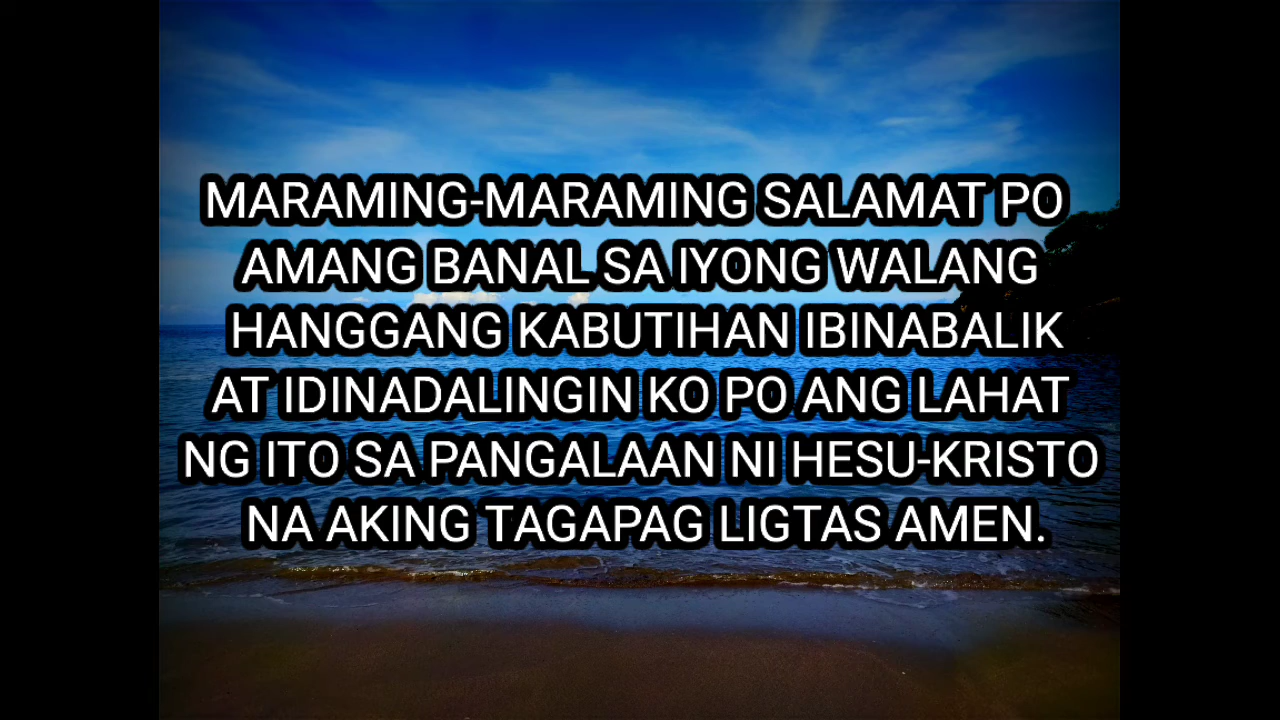 MARAMING-MARAMING SALAMAT PO
AMANG BANAL SA IYONG WALANG
HANGGANG KABUTIHAN IBINABALIK
AT IDINADALINGIN KO PO ANG LAHAT
NG ITO SA PANGALAAN NI HESU-KRISTO
NA AKING TAGAPAG LIGTAS AMEN.